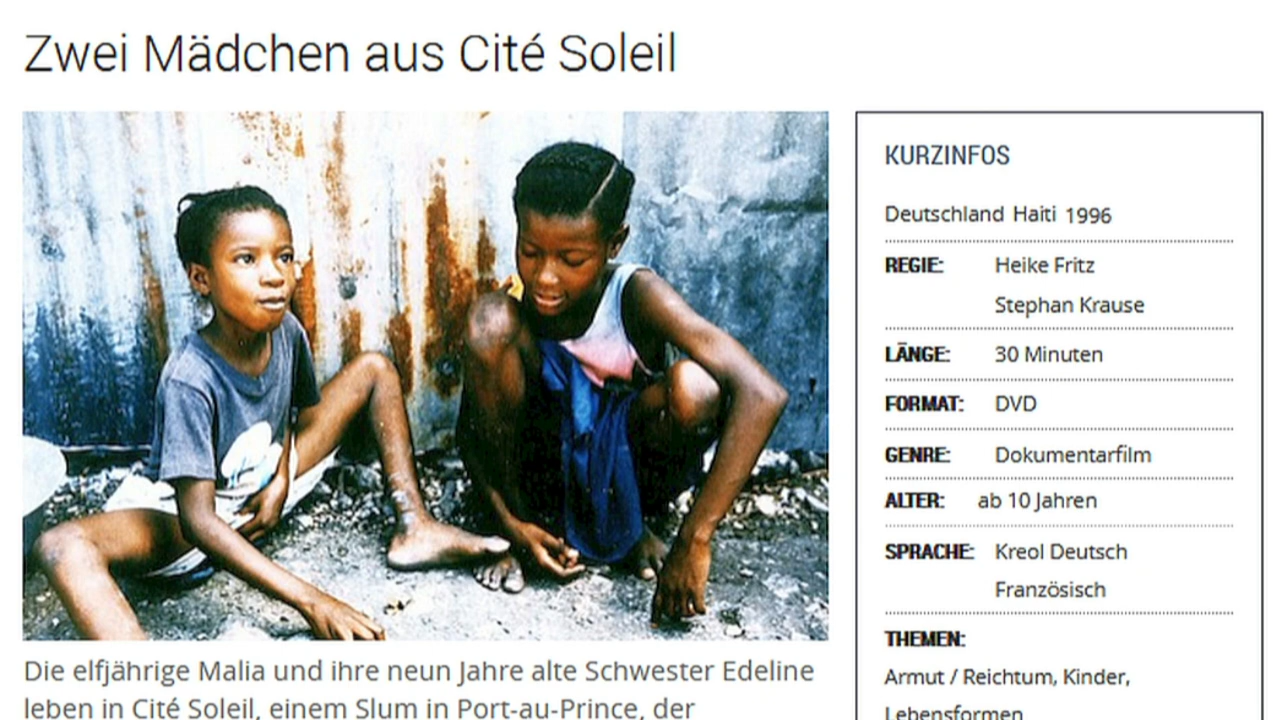 Zwei Mädchen aus Cité Soleil
KURZINFOS
Deutschland Haiti 1996
REGIE: Heike Fritz
Stephan Krause
LÄNGE: 30 Minuten
FORMAT: DVD
GENRE: Dokumentarfilm
ALTER: ab 10 Jahren
SPRACHE: Kreol Deutsch
Französisch
THEMEN:
Armut / Reichtum, Kinder,
Lebensformen
Die elfjährige Malia und ihre neun Jahre alte Schwester Edeline
leben in Cité Soleil, einem Slum in Port-au-Prince, der